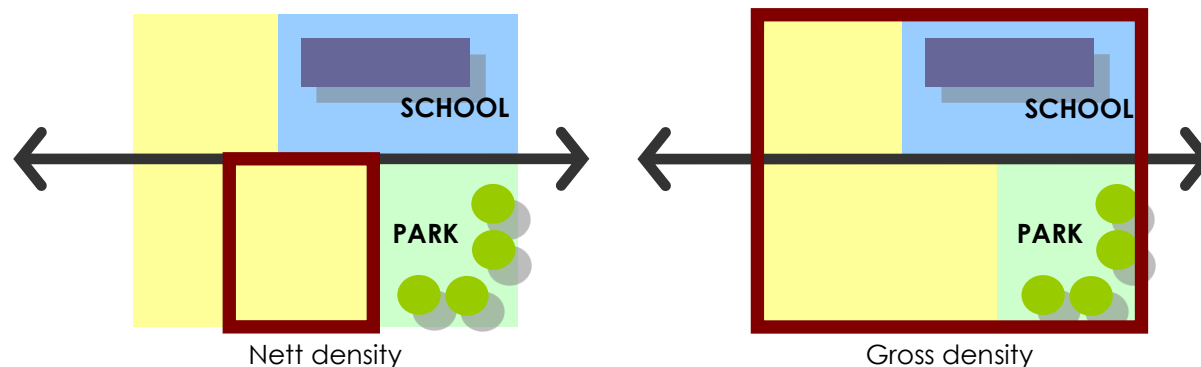 SCHOOL
PARK
Nett density
SCHOOL
PARK
Gross density